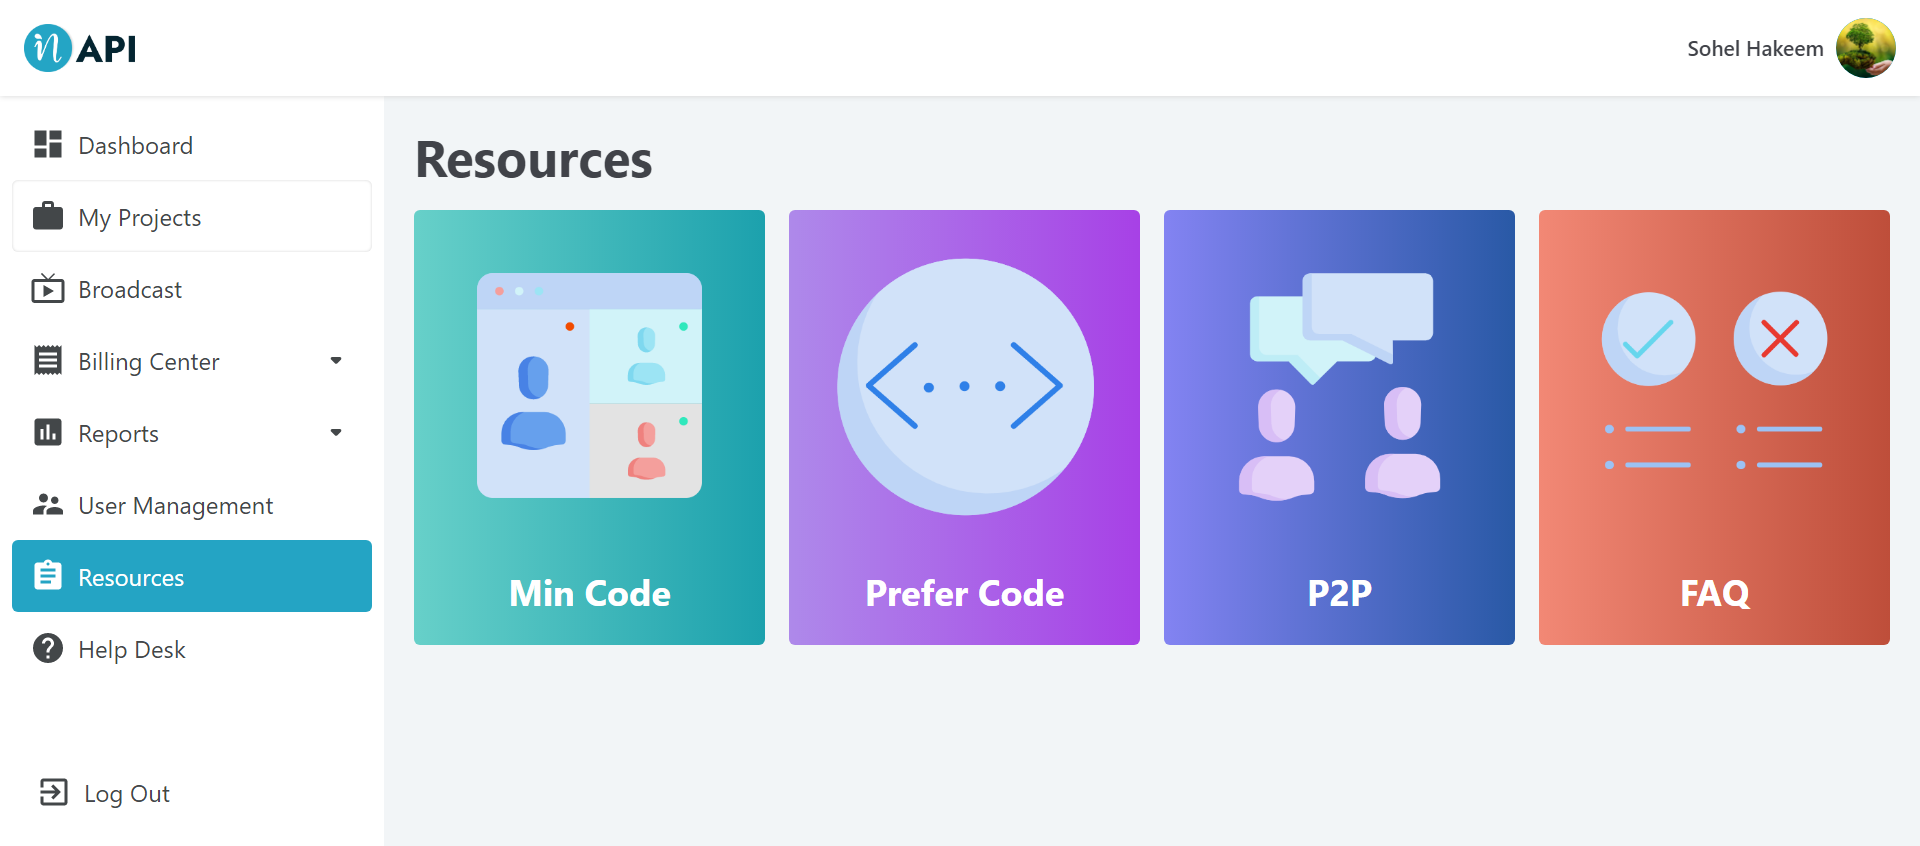 in API
Sohel Hakeem
Dashboard
My Projects
Broadcast
Billing Center
Reports
User Management
Resources
Help Desk
Log Out
Resources
Min Code
Prefer Code
P2P
FAQ